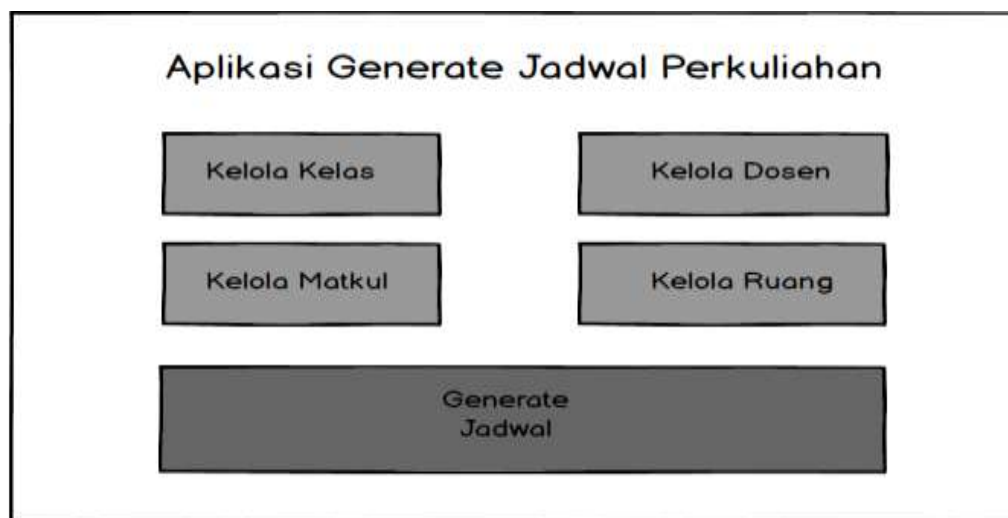 Aplikasi Generate Jadwal Perkuliahan
Kelola Kelas
Kelola Dosen
Kelola Matkul
Kelola Ruang
Generate
Jadwal